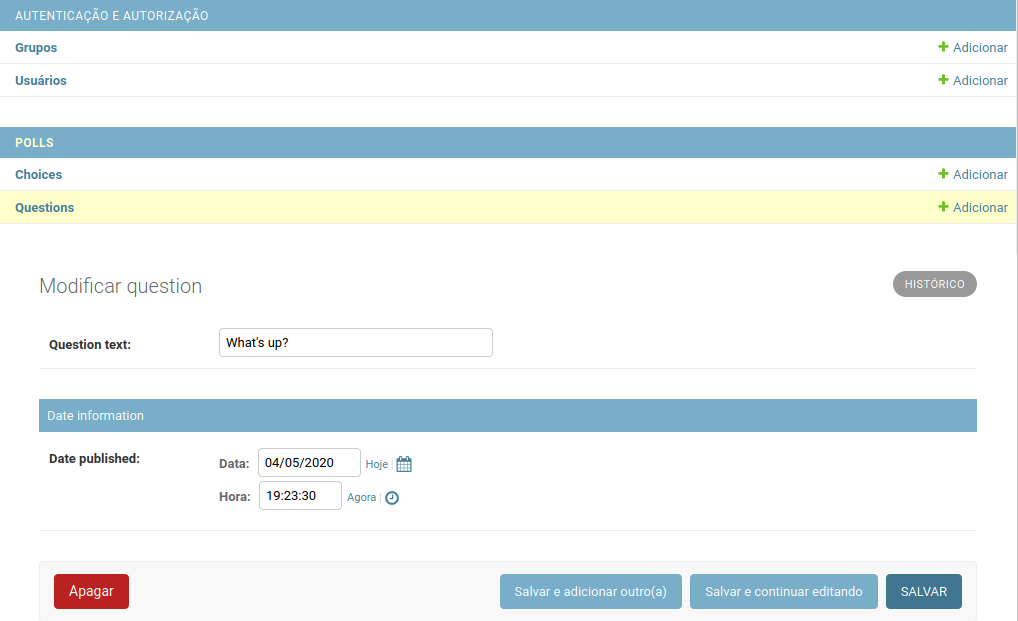 AUTENTICAÇÃO E AUTORIZAÇÃO
Grupos Adicionar
Usuários Adicionar
POLLS
Choices Adicionar
Questions Adicionar
Modificar question HISTÓRICO
Question text: What's up?
Date information
Date published: Data: 04/05/2020 Hoje |
Hora: 19:23:30 Agora |
Apagar Salvar e adicionar outro(a) Salvar e continuar editando SALVAR